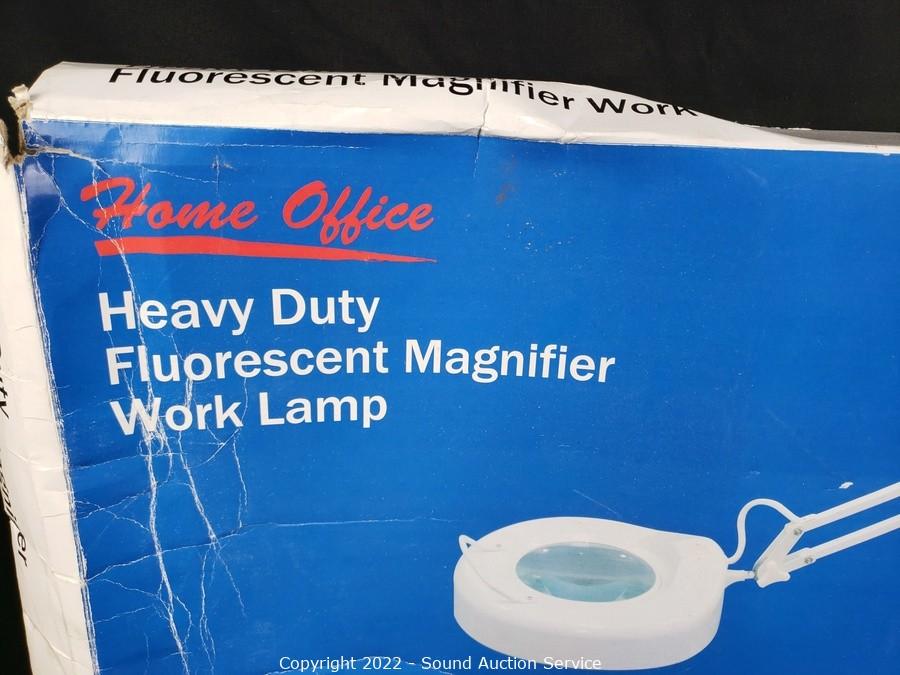 Fluorescent Magnifier Work
Home Office
Heavy Duty
Fluorescent Magnifier
Work Lamp
Copyright 2022 - Sound Auction Service